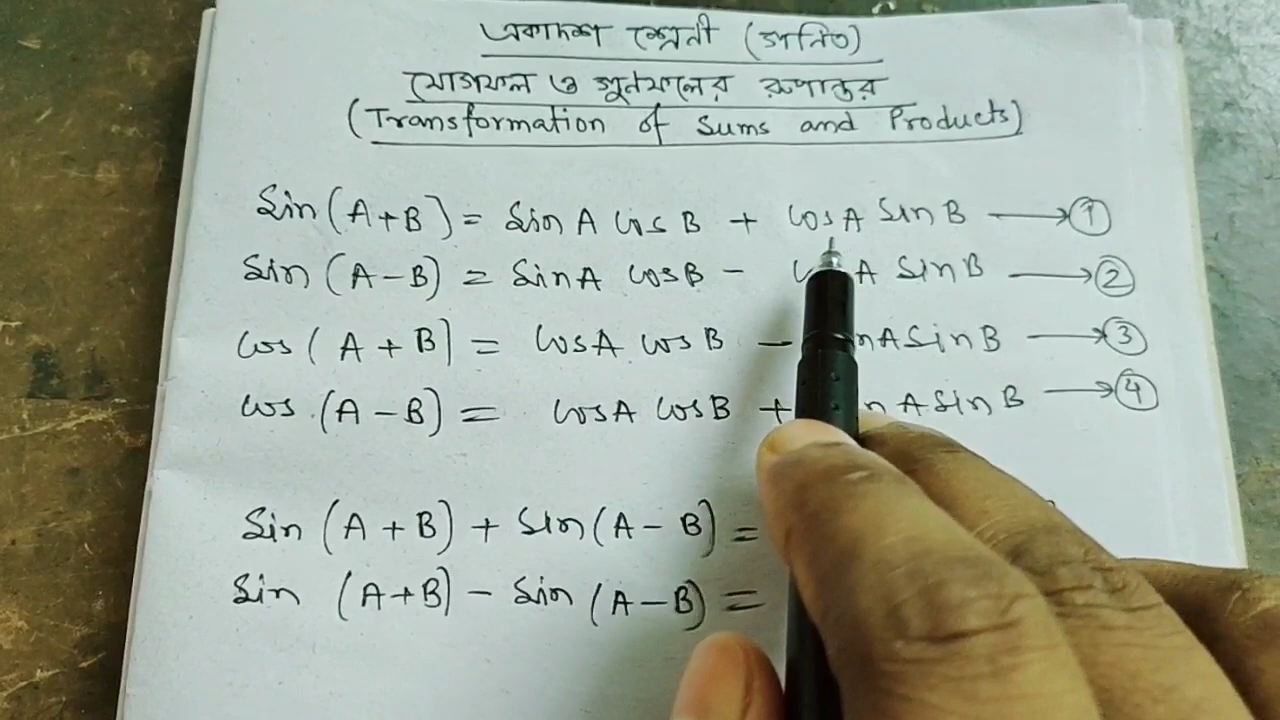 একাদশ শ্রেনী (গনিত)
যোগফল ও গুনফলের রূপান্তর
(Transformation of Sums and Products)
Sin(A+B) = Sin A Cos B + Cos A Sin B → ①
Sin (A-B) = Sin A Cos B - A Sin B → ②
Cos (A+B) = Cos A. Cos B - A Sin B → ③
Cos (A-B) = Cos A Cos B + A Sin B → ④
Sin (A+B) + Sin (A-B) =
Sin (A+B) - Sin (A-B) =